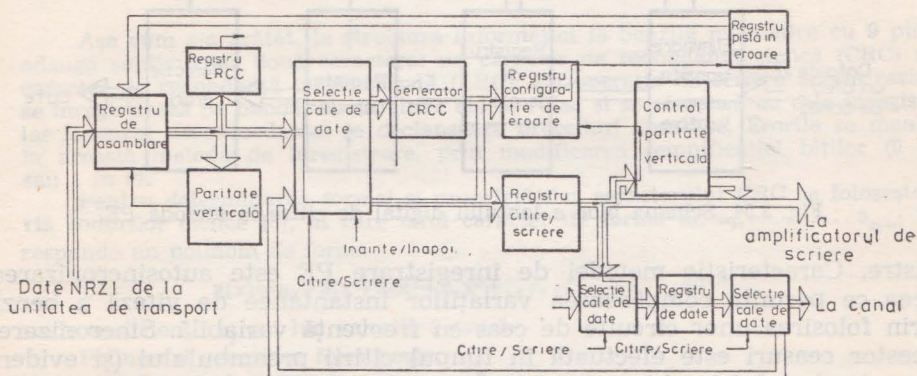 Registru
pistă în
eroare
Registru
LRCC
Registru
de
asamblare
Selecție
cale de
date
Generator
CRCC
Registru
configura-
ție de
eroare
Control
paritate
verticală
Paritate
verticală
Registru
citire/
scriere
Înainte/Înapoi.
Citire/Scriere
La
amplificatorul de
scriere
Date NRZI de la
unitatea de transport
Selecție
cale de
date
Registru
de date
Selecție
cale de
date
La canal
Citire / Scriere
Citire/Scriere